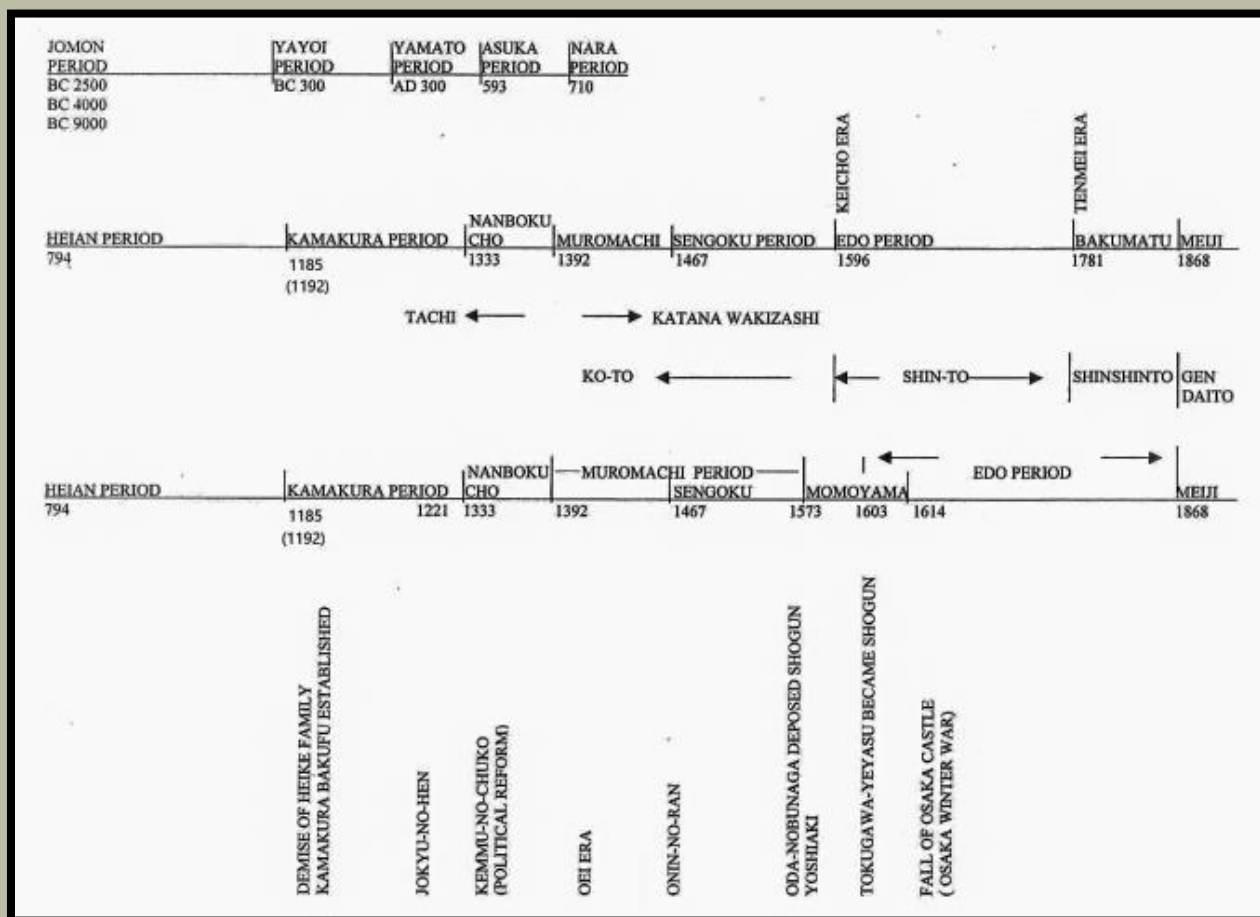 JOMON PERIOD
YAYOI PERIOD
YAMATO PERIOD
ASUKA PERIOD
NARA PERIOD
BC 2500
BC 4000
BC 9000
BC 300
AD 300
593
710
KEICHO ERA
TENMEI ERA
HEIAN PERIOD
KAMAKURA PERIOD
NANBOKU CHO
MUROMACHI
SENGOKU PERIOD
EDO PERIOD
BAKUMATU
MEIJI
794
1185
(1192)
1333
1392
1467
1596
1781
1868
TACHI
KATANA WAKIZASHI
KO-TO
SHIN-TO
SHINSHINTO
GEN DAITO
HEIAN PERIOD
KAMAKURA PERIOD
NANBOKU CHO
MUROMACHI PERIOD
SENGOKU
MOMOYAMA
EDO PERIOD
MEIJI
794
1185
(1192)
1221
1333
1392
1467
1573
1603
1614
1868
DEMISE OF HEIKE FAMILY
KAMAKURA BAKUFU ESTABLISHED
JOKYU-NO-HEN
KEMMU-NO-CHUKO
(POLITICAL REFORM)
OEI ERA
ONIN-NO-RAN
ODA-NOBUNAGA DEPOSED SHOGUN
YOSHIAKI
TOKUGAWA-YEYASU BECAME SHOGUN
FALL OF OSAKA CASTLE
( OSAKA WINTER WAR)